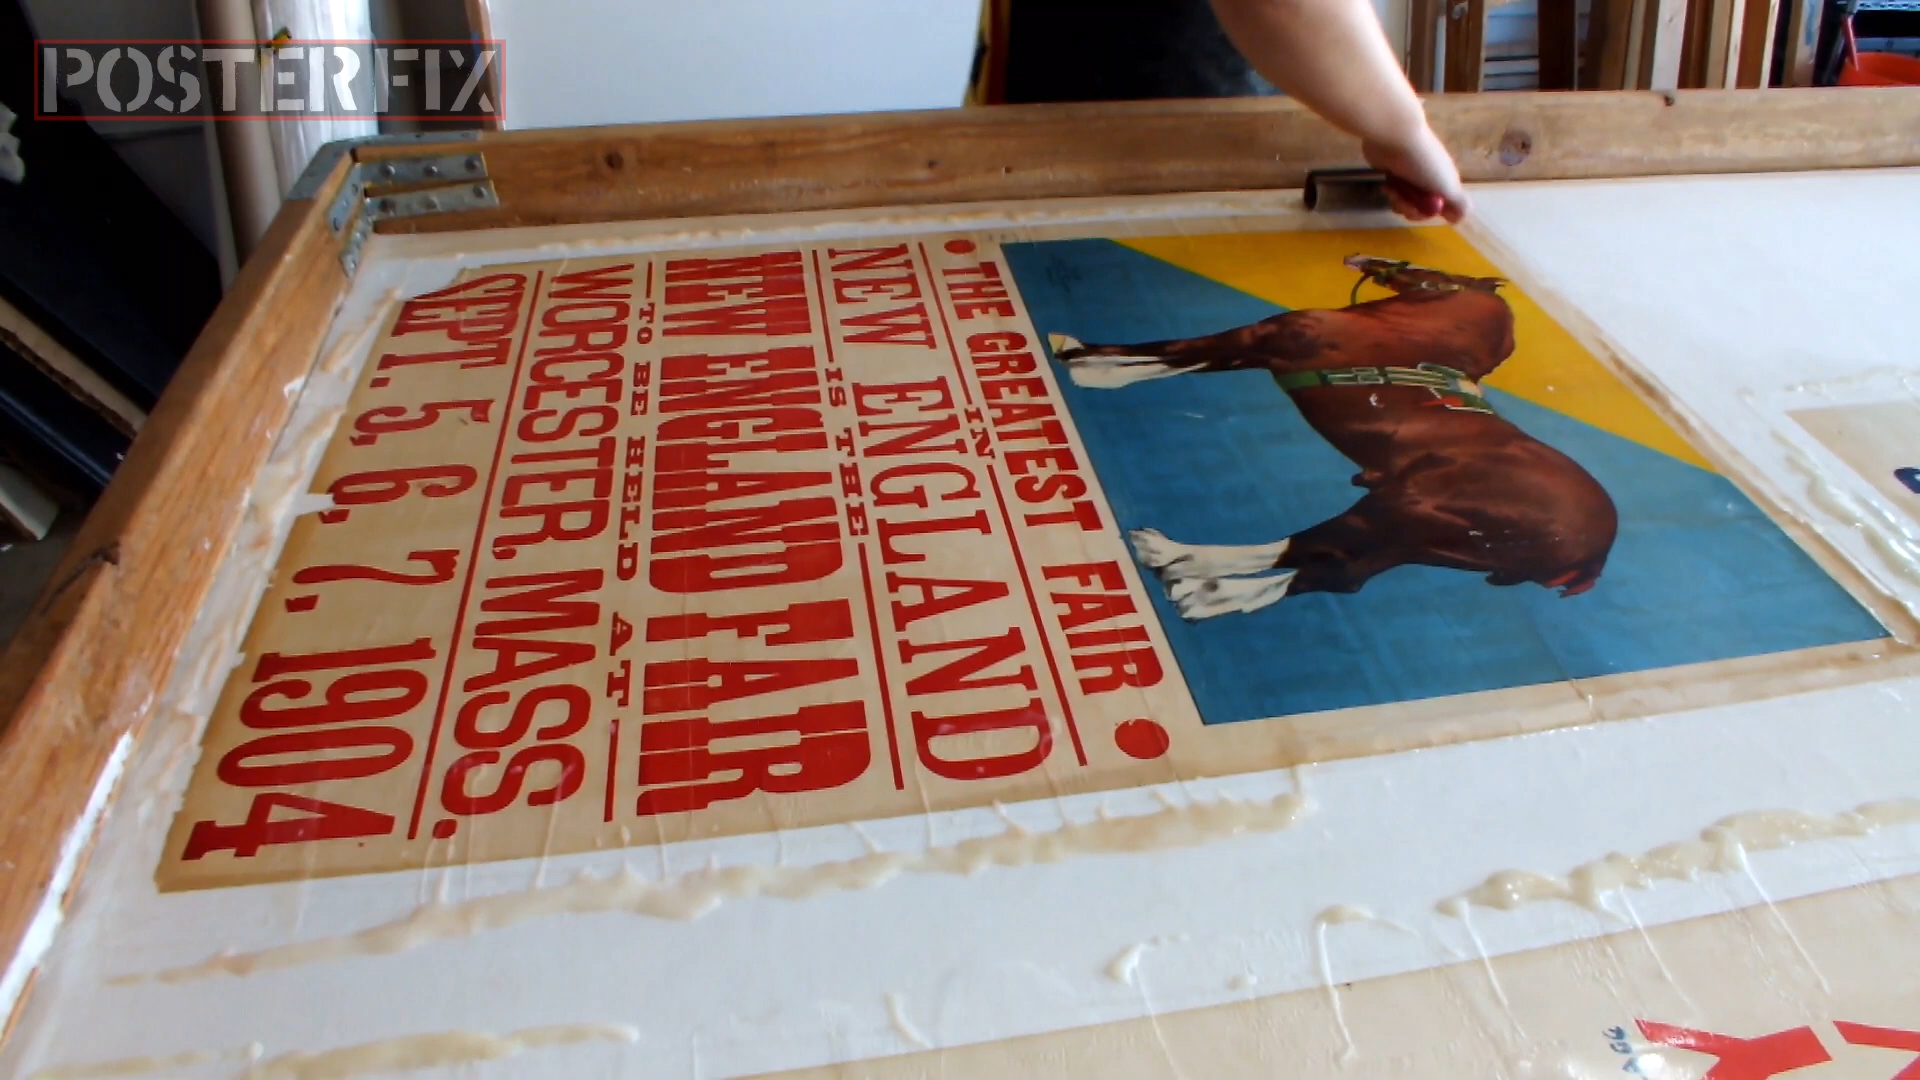 POSTERFIX
• THE GREATEST FAIR •
IN
NEW ENGLAND
IS THE
NEW ENGLAND FAIR
TO BE HELD AT
WORCESTER, MASS.
SEPT. 5, 6, 7, 1904